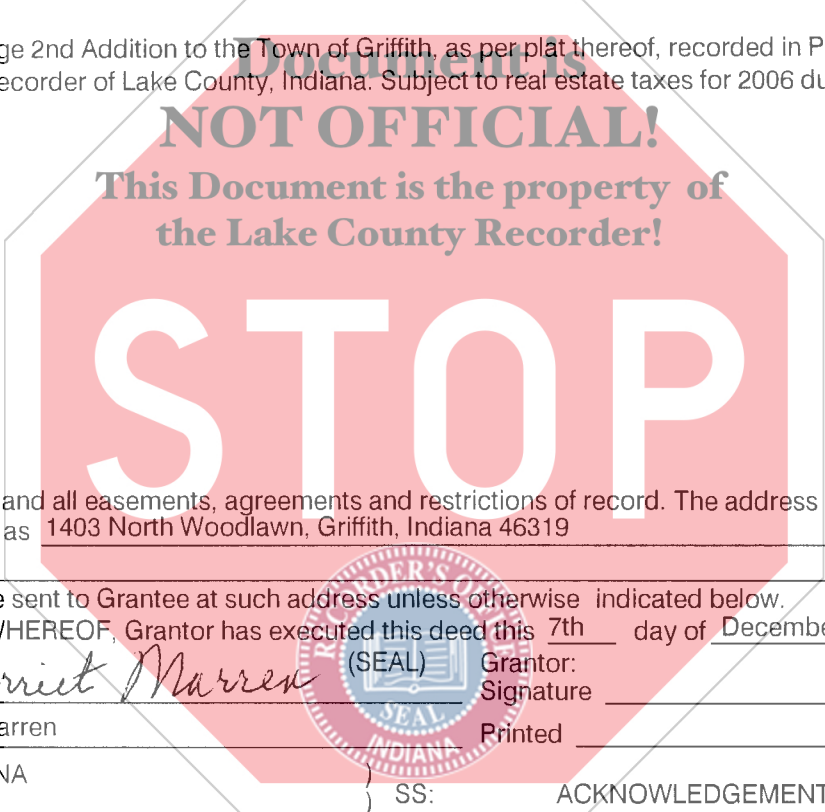 ge 2nd Addition to the Town of Griffith, as per plat thereof, recorded in P
ecorder of Lake County, Indiana. Subject to real estate taxes for 2006 du
Document is
NOT OFFICIAL!
This Document is the property of
the Lake County Recorder!
STOP
and all easements, agreements and restrictions of record. The address
as 1403 North Woodlawn, Griffith, Indiana 46319
e sent to Grantee at such address unless otherwise indicated below.
WHEREOF, Grantor has executed this deed this 7th day of Decembe
rriet Marren (SEAL) Grantor:
Signature
arren Printed
RECORDER'S OFFICE
SEAL
INDIANA
NA
SS: ACKNOWLEDGEMENT